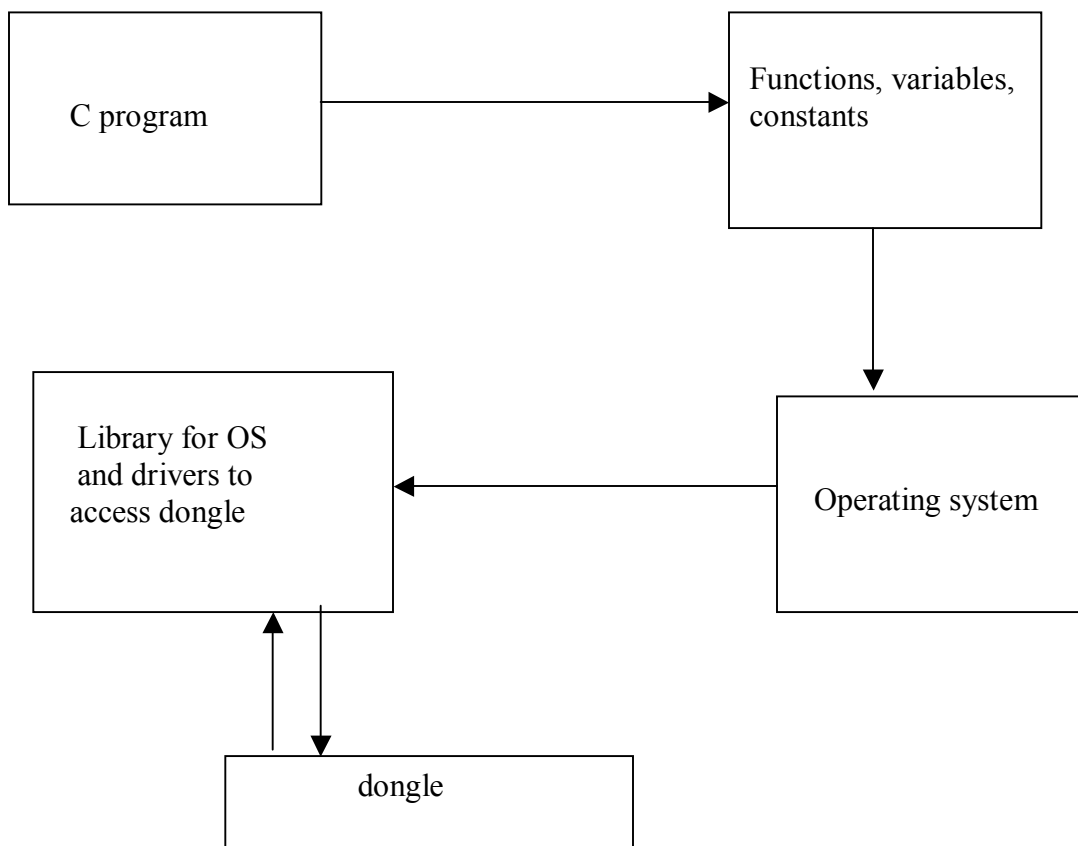 C program
Functions, variables,
constants
Library for OS
and drivers to
access dongle
Operating system
dongle